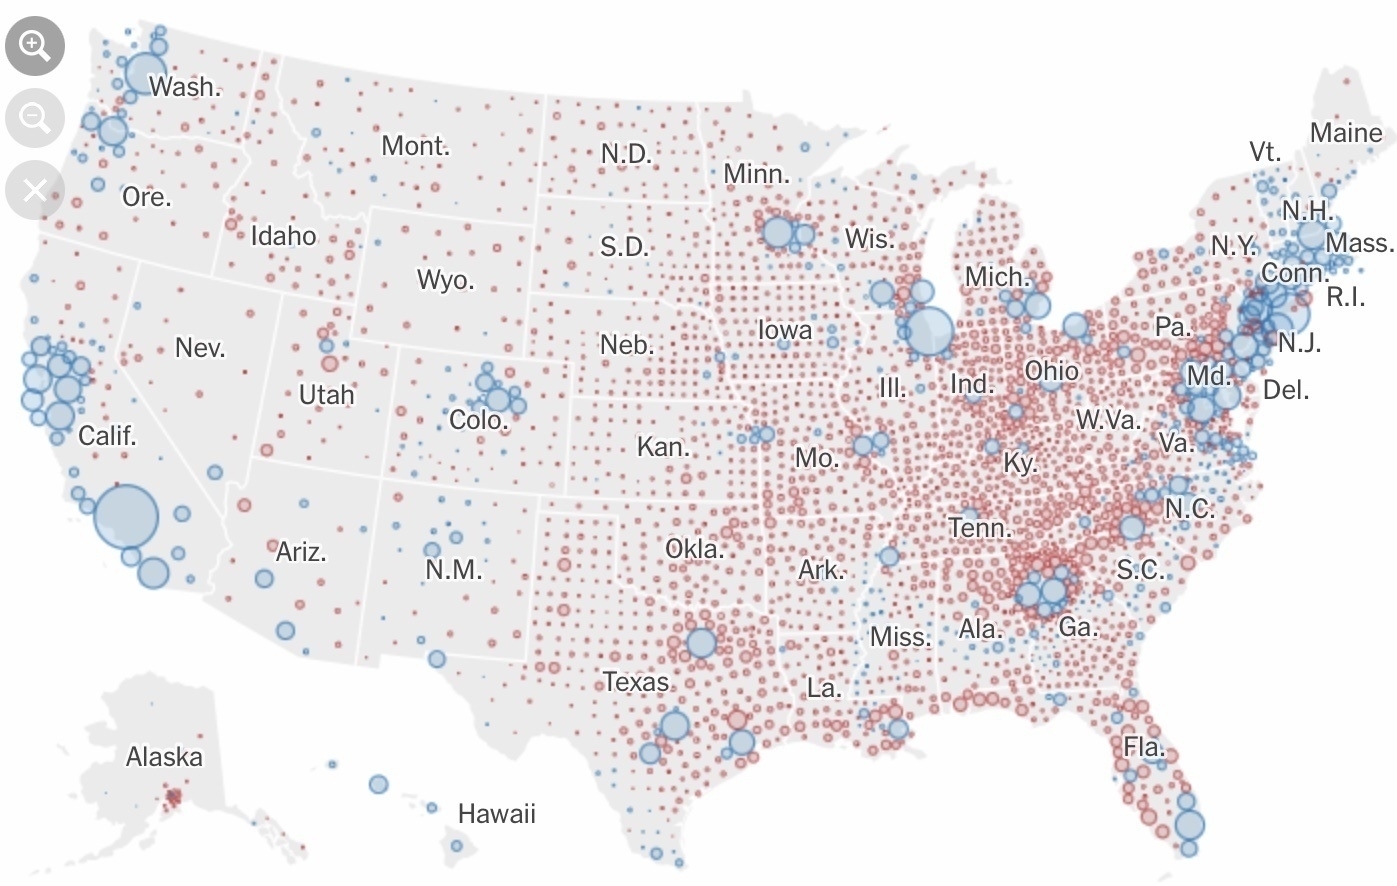 Wash.
Maine
Mont.
Vt.
N.D.
Minn.
Ore.
N.H.
Idaho
Wis.
N.Y.
Mass.
S.D.
Conn.
Mich.
Wyo.
R.I.
Iowa
Pa.
Nev.
Neb.
N.J.
Ohio
Md.
Ind.
Ill.
Del.
Utah
Colo.
W.Va.
Calif.
Va.
Kan.
Mo.
Ky.
N.C.
Tenn.
Ariz.
Okla.
N.M.
Ark.
S.C.
Ala.
Ga.
Miss.
Texas
La.
Fla.
Alaska
Hawaii